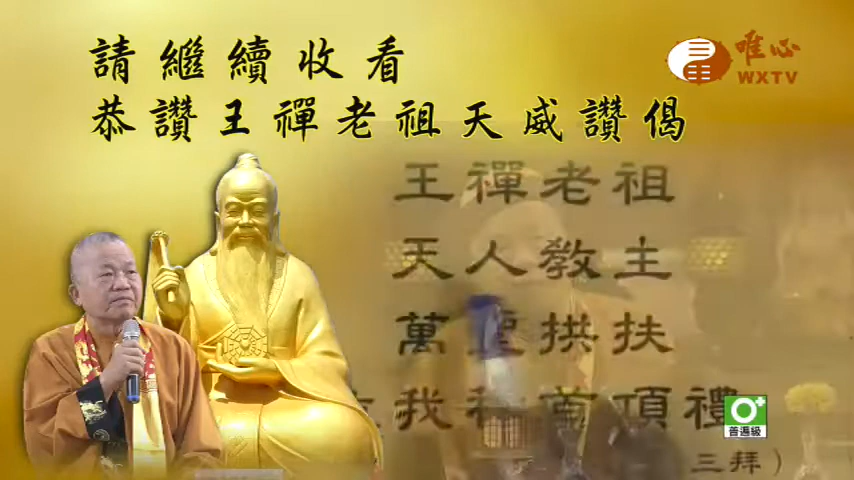 請繼續收看
恭讚王禪老祖天威讚偈
唯心
WXTV
王禪老祖
天人教主
萬 拱扶
我 首頂禮
三拜）
普遍級